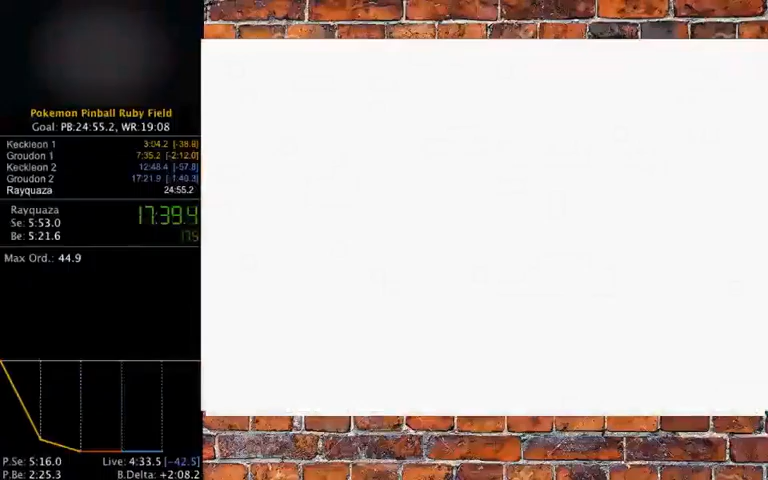 Pokemon Pinball Ruby Field
Goal: PB:24:55.2, WR:19:08
Keckleon 1 3:04.2 [-38.8]
Groudon 1 7:35.2 [-2:12.0]
Keckleon 2 12:48.4 [-57.8]
Groudon 2 17:21.9 [-1:40.3]
Rayquaza 24:55.2
Rayquaza 17:39.4
Se: 5:53.0
Be: 5:21.6 17.5
Max Ord.: 44.9
P.Se: 5:16.0 Live: 4:33.5 [-42.5]
P.Be: 2:25.3 B.Delta: +2:08.2